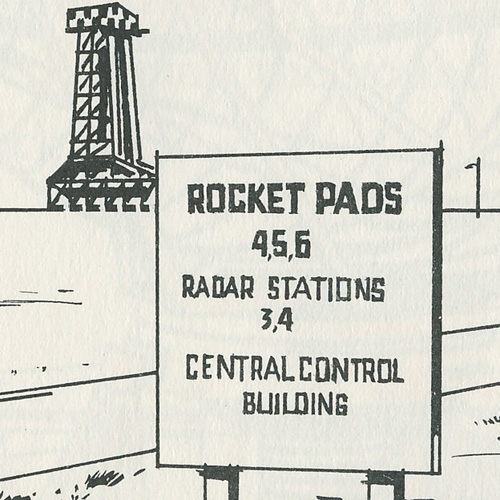 ROCKET PADS
4,5,6
RADAR STATIONS
3,4
CENTRAL CONTROL
BUILDING